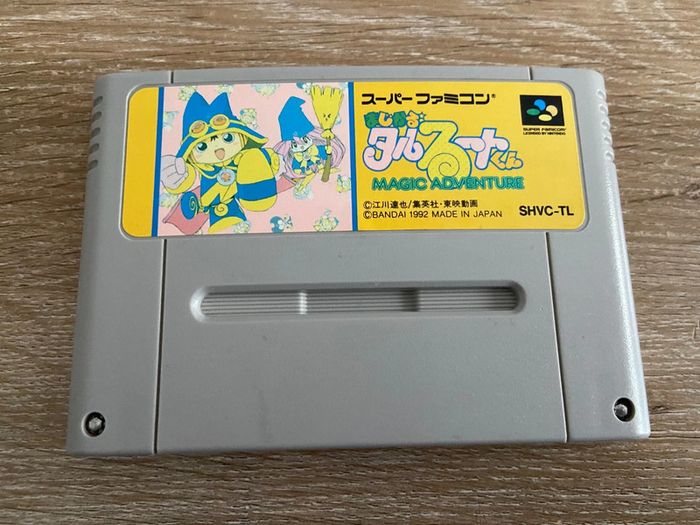 スーパーファミコン®
まじかる
タルるートくん
MAGIC ADVENTURE
©江川達也/集英社・東映動画
©BANDAI 1992 MADE IN JAPAN
SHVC-TL
SUPER FAMICOM
LICENSED BY NINTENDO